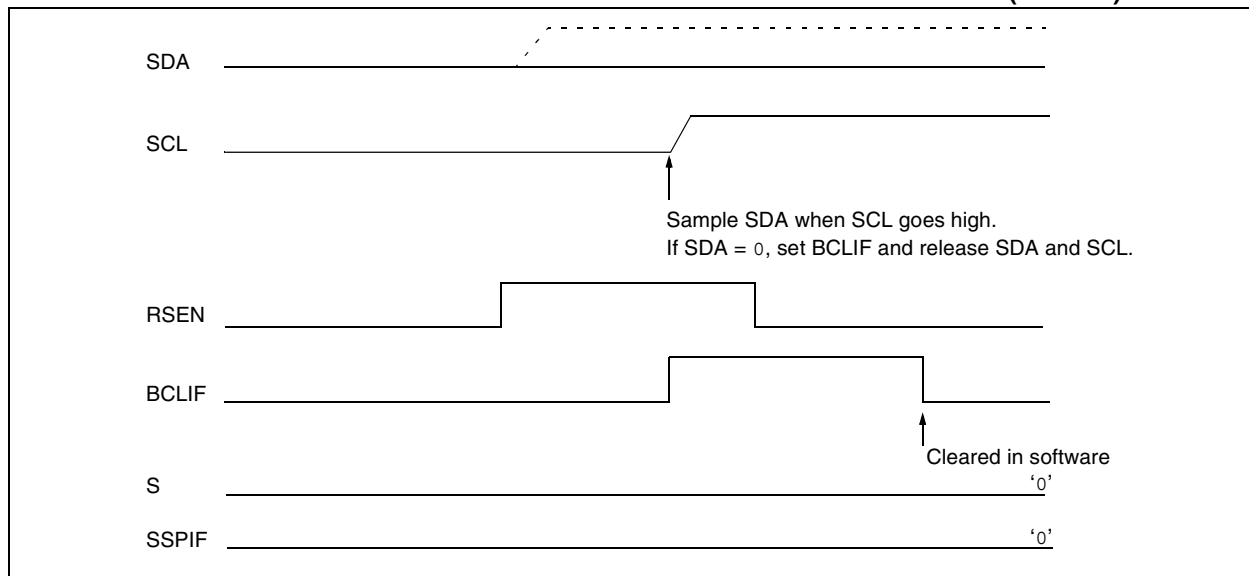 SDA
SCL
Sample SDA when SCL goes high.
If SDA = 0, set BCLIF and release SDA and SCL.
RSEN
BCLIF
Cleared in software
S
‘0’
SSPIF
‘0’